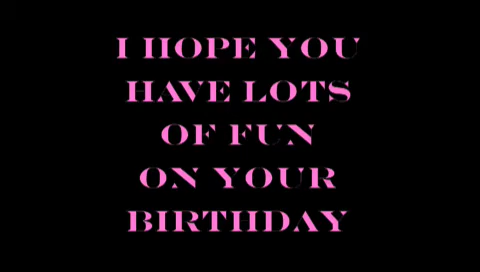 I HOPE YOU
HAVE LOTS
OF FUN
ON YOUR
BIRTHDAY